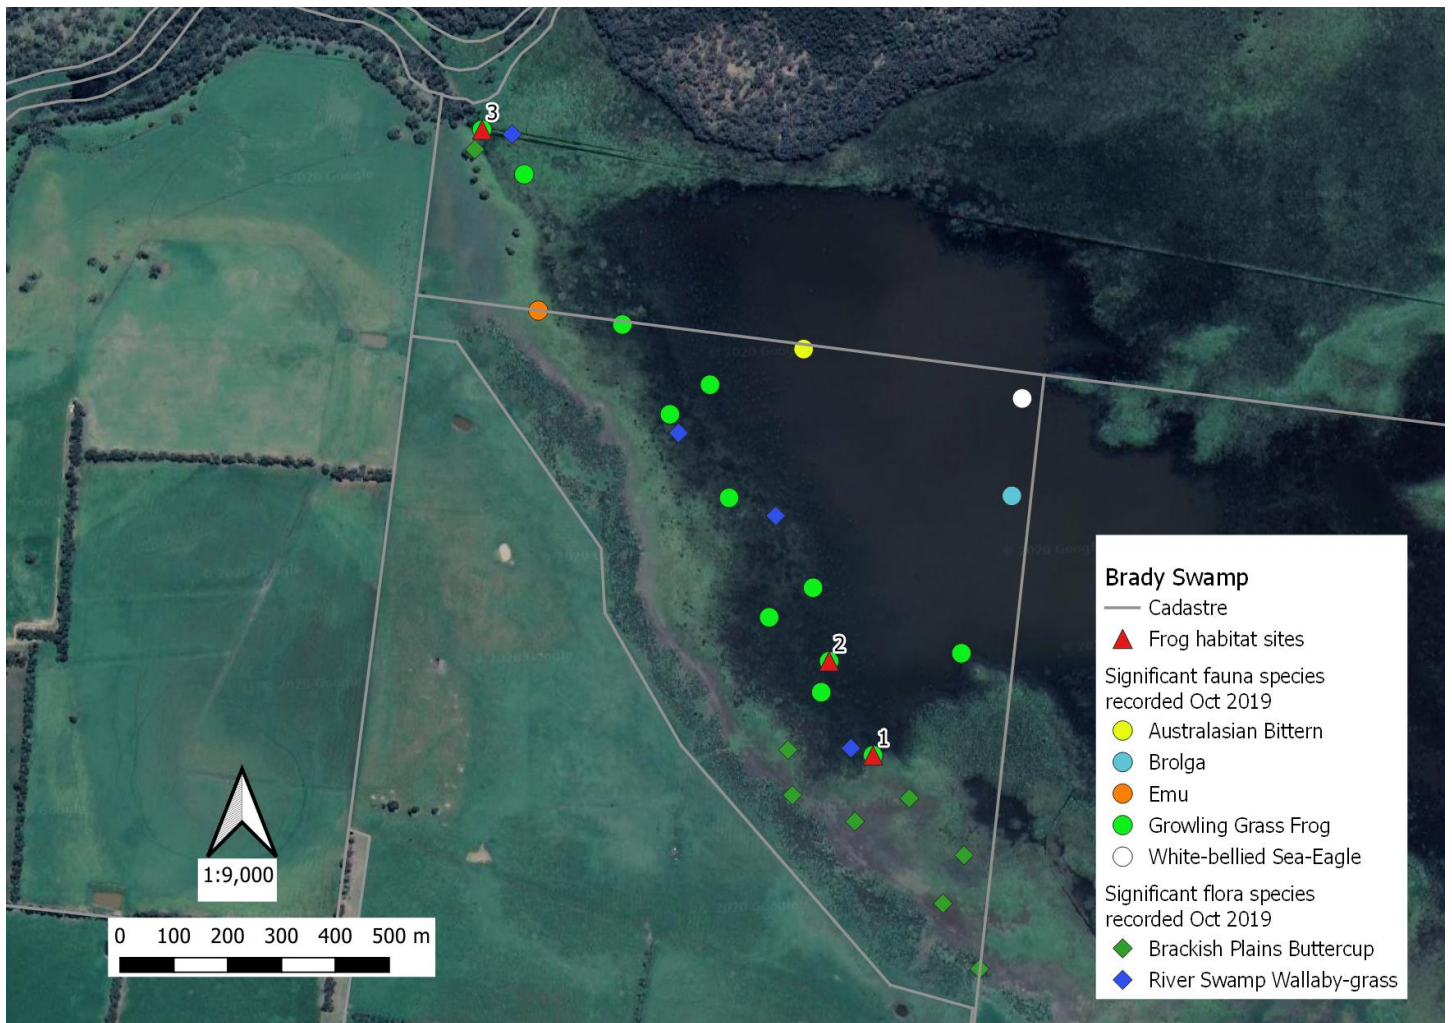 3
© 2020 Google
2
1
Brady Swamp
Cadastre
Frog habitat sites
Significant fauna species
recorded Oct 2019
Australasian Bittern
Brolga
Emu
Growling Grass Frog
White-bellied Sea-Eagle
Significant flora species
recorded Oct 2019
Brackish Plains Buttercup
River Swamp Wallaby-grass
1:9,000
0 100 200 300 400 500 m